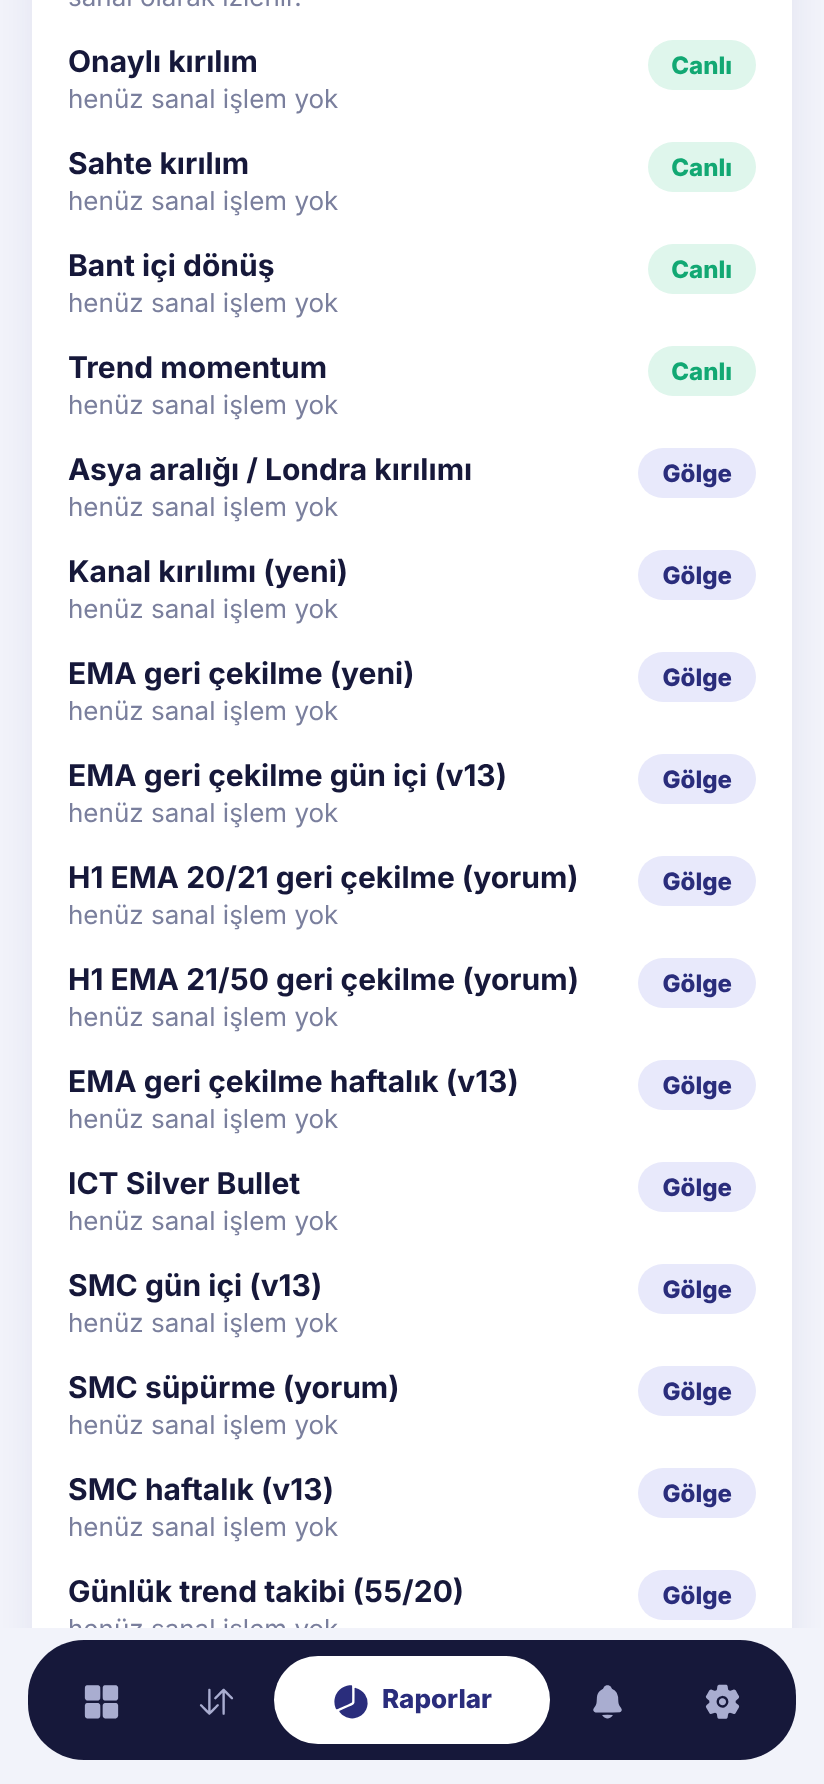 sanal olarak izlenir.
Onaylı kırılım
Canlı
henüz sanal işlem yok
Sahte kırılım
Canlı
henüz sanal işlem yok
Bant içi dönüş
Canlı
henüz sanal işlem yok
Trend momentum
Canlı
henüz sanal işlem yok
Asya aralığı / Londra kırılımı
Gölge
henüz sanal işlem yok
Kanal kırılımı (yeni)
Gölge
henüz sanal işlem yok
EMA geri çekilme (yeni)
Gölge
henüz sanal işlem yok
EMA geri çekilme gün içi (v13)
Gölge
henüz sanal işlem yok
H1 EMA 20/21 geri çekilme (yorum)
Gölge
henüz sanal işlem yok
H1 EMA 21/50 geri çekilme (yorum)
Gölge
henüz sanal işlem yok
EMA geri çekilme haftalık (v13)
Gölge
henüz sanal işlem yok
ICT Silver Bullet
Gölge
henüz sanal işlem yok
SMC gün içi (v13)
Gölge
henüz sanal işlem yok
SMC süpürme (yorum)
Gölge
henüz sanal işlem yok
SMC haftalık (v13)
Gölge
henüz sanal işlem yok
Günlük trend takibi (55/20)
Gölge
henüz sanal işlem yok
Raporlar